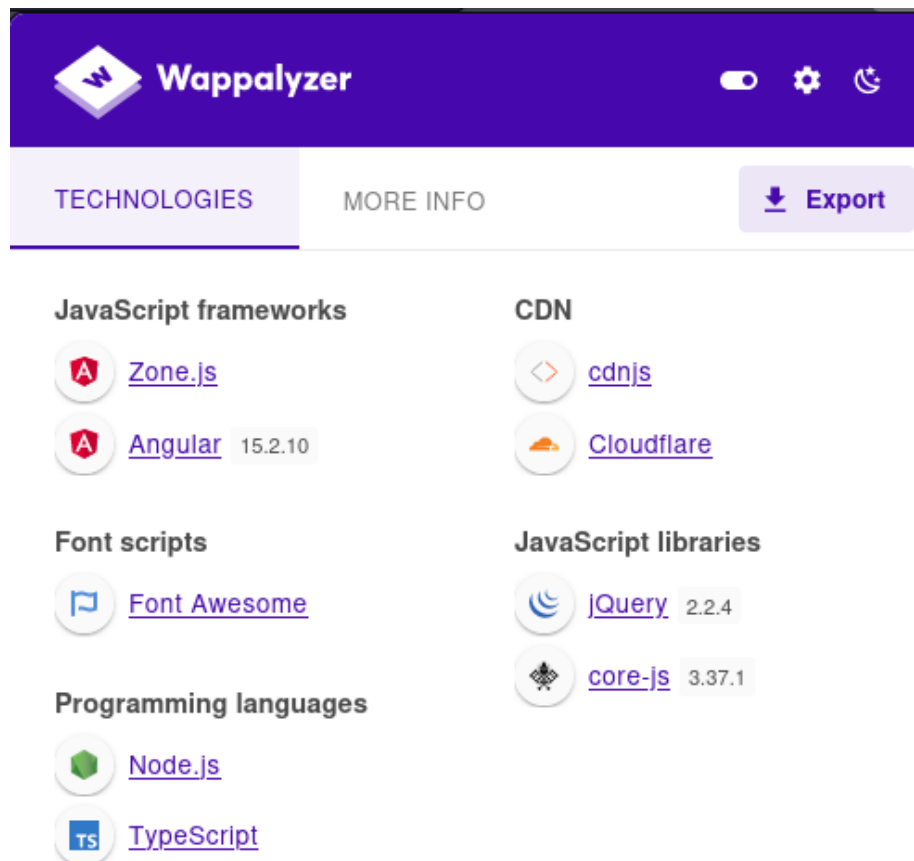 Wappalyzer
TECHNOLOGIES
MORE INFO
Export
JavaScript frameworks
Zone.js
Angular 15.2.10
Font scripts
Font Awesome
Programming languages
Node.js
TS TypeScript
CDN
cdnjs
Cloudflare
JavaScript libraries
jQuery 2.2.4
core-js 3.37.1